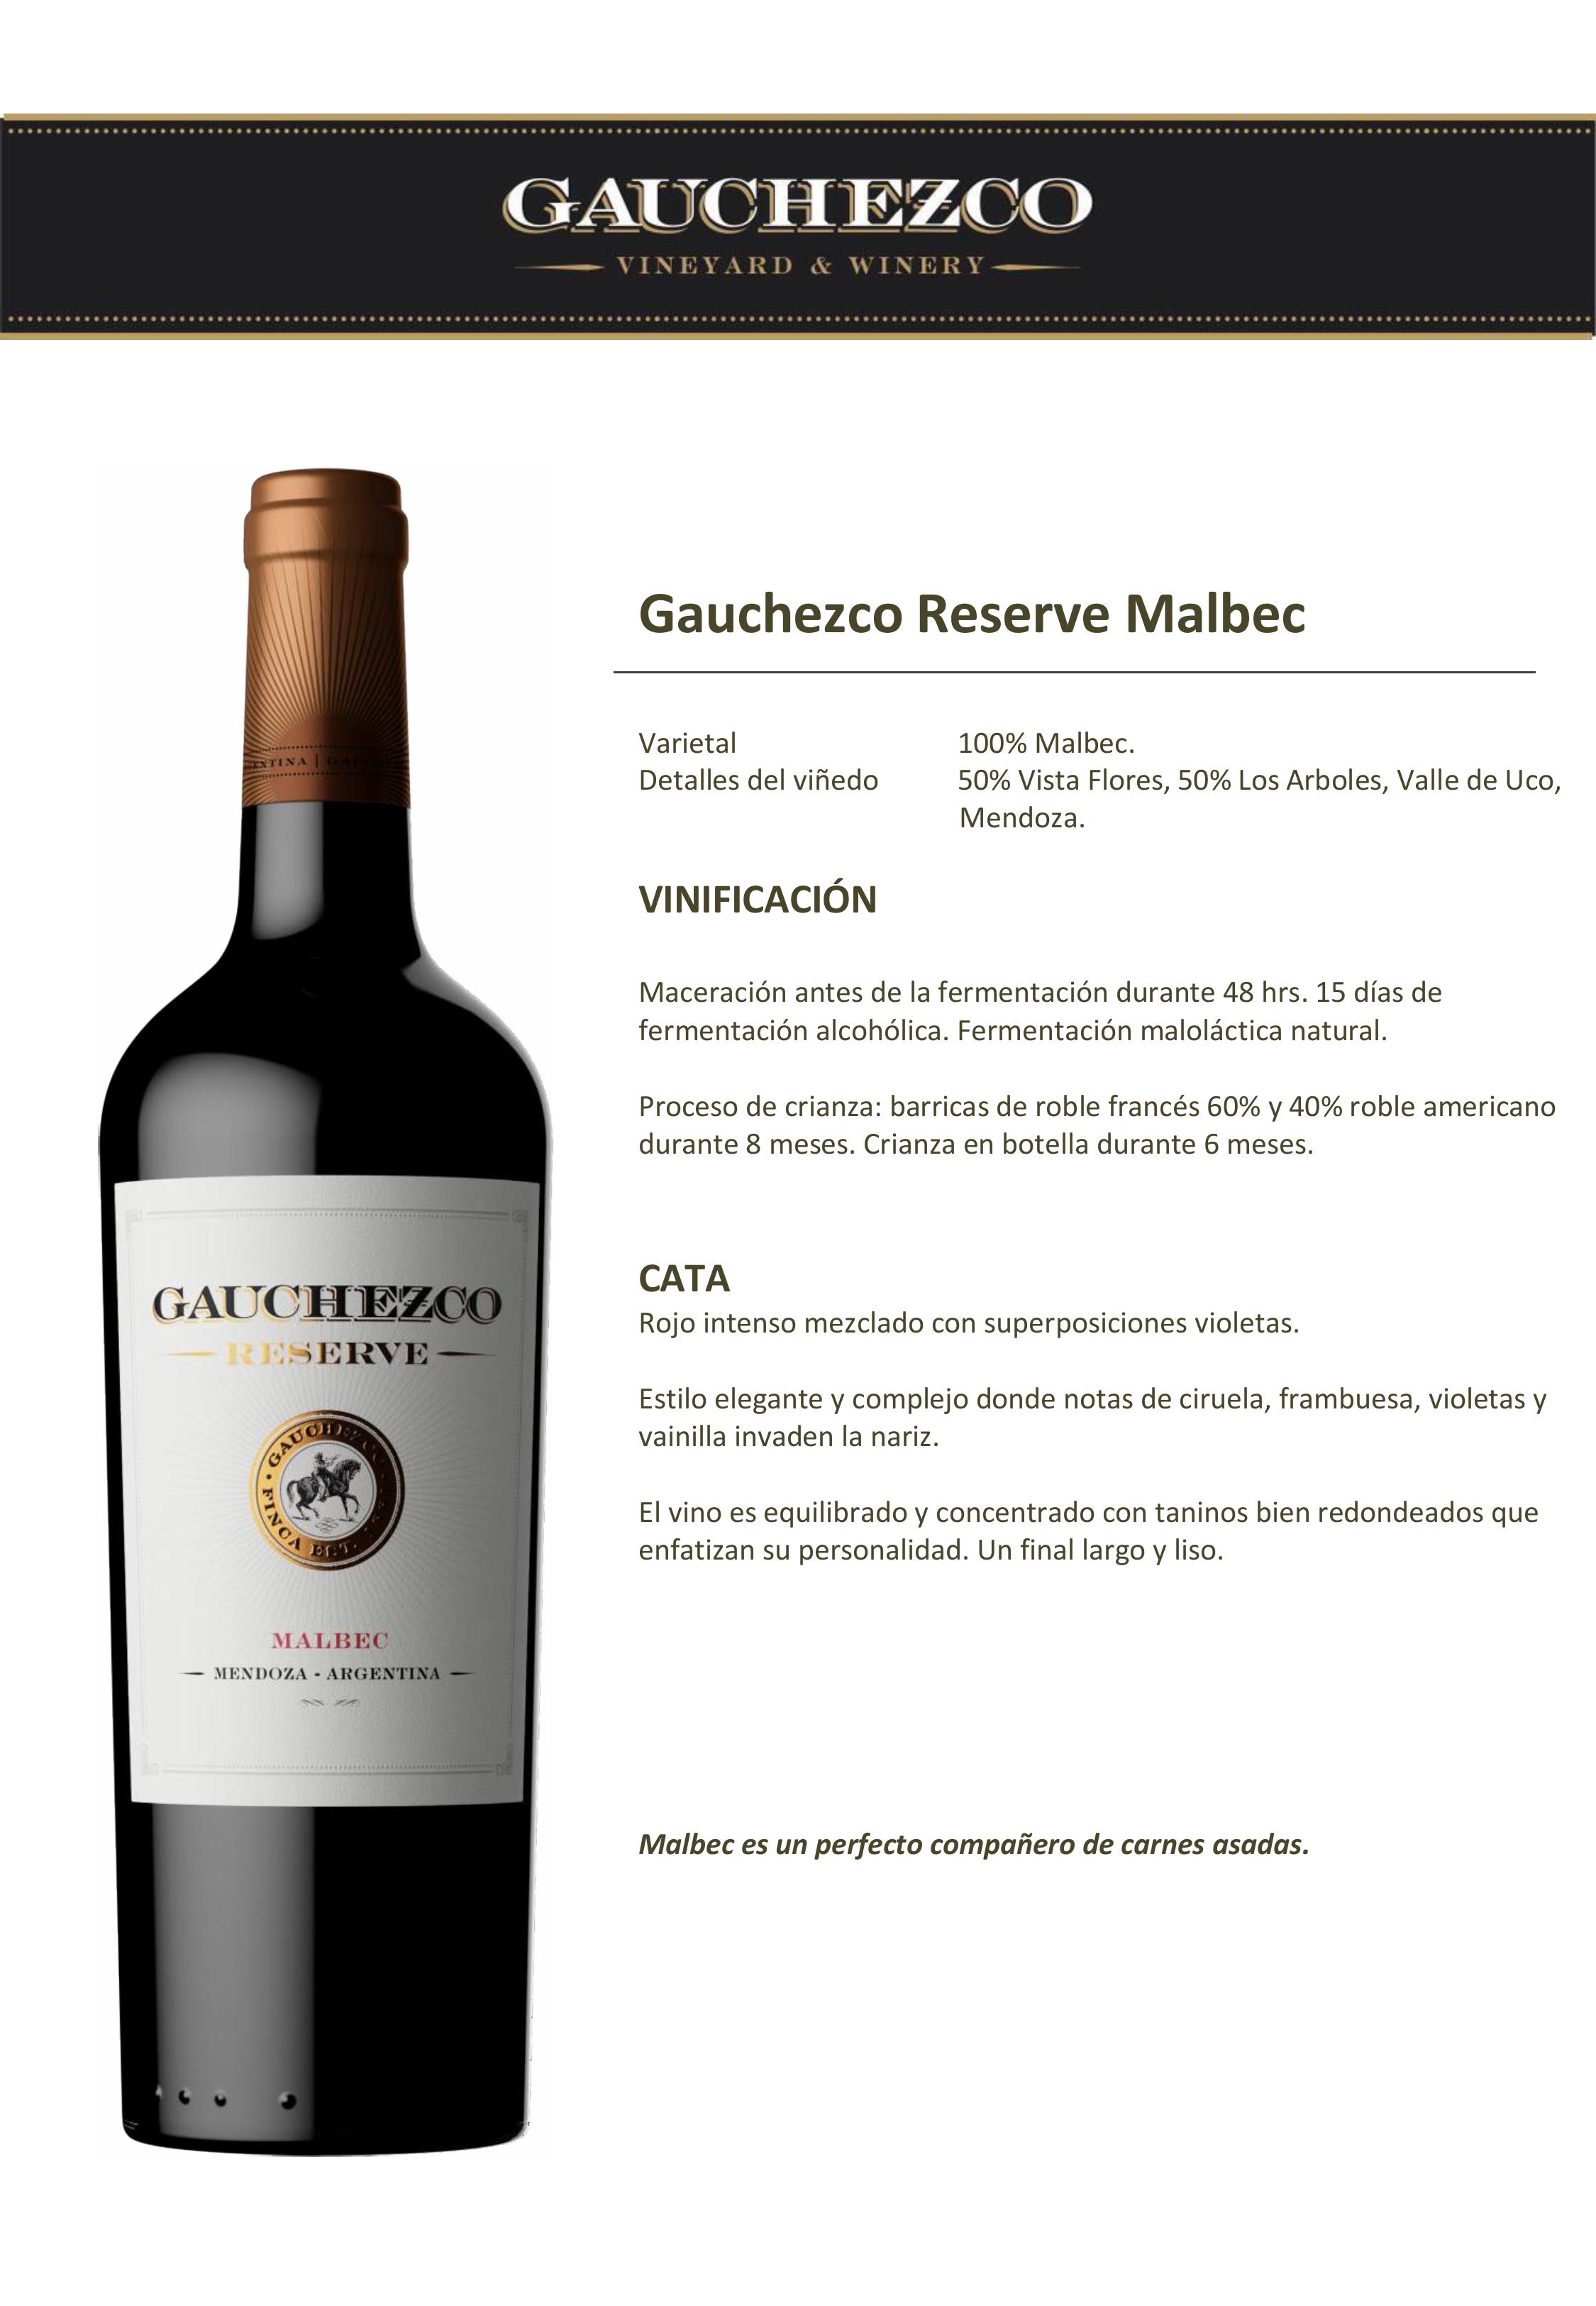 GAUCHEZCO
VINEYARD & WINERY
Gauchezco Reserve Malbec
Varietal 100% Malbec.
Detalles del viñedo 50% Vista Flores, 50% Los Arboles, Valle de Uco,
Mendoza.
VINIFICACIÓN
Maceración antes de la fermentación durante 48 hrs. 15 días de
fermentación alcohólica. Fermentación maloláctica natural.
Proceso de crianza: barricas de roble francés 60% y 40% roble americano
durante 8 meses. Crianza en botella durante 6 meses.
CATA
Rojo intenso mezclado con superposiciones violetas.
Estilo elegante y complejo donde notas de ciruela, frambuesa, violetas y
vainilla invaden la nariz.
El vino es equilibrado y concentrado con taninos bien redondeados que
enfatizan su personalidad. Un final largo y liso.
Malbec es un perfecto compañero de carnes asadas.
GAUCHEZCO
RESERVE
GAUCHEZCO
FINCA EST.
MALBEC
MENDOZA - ARGENTINA